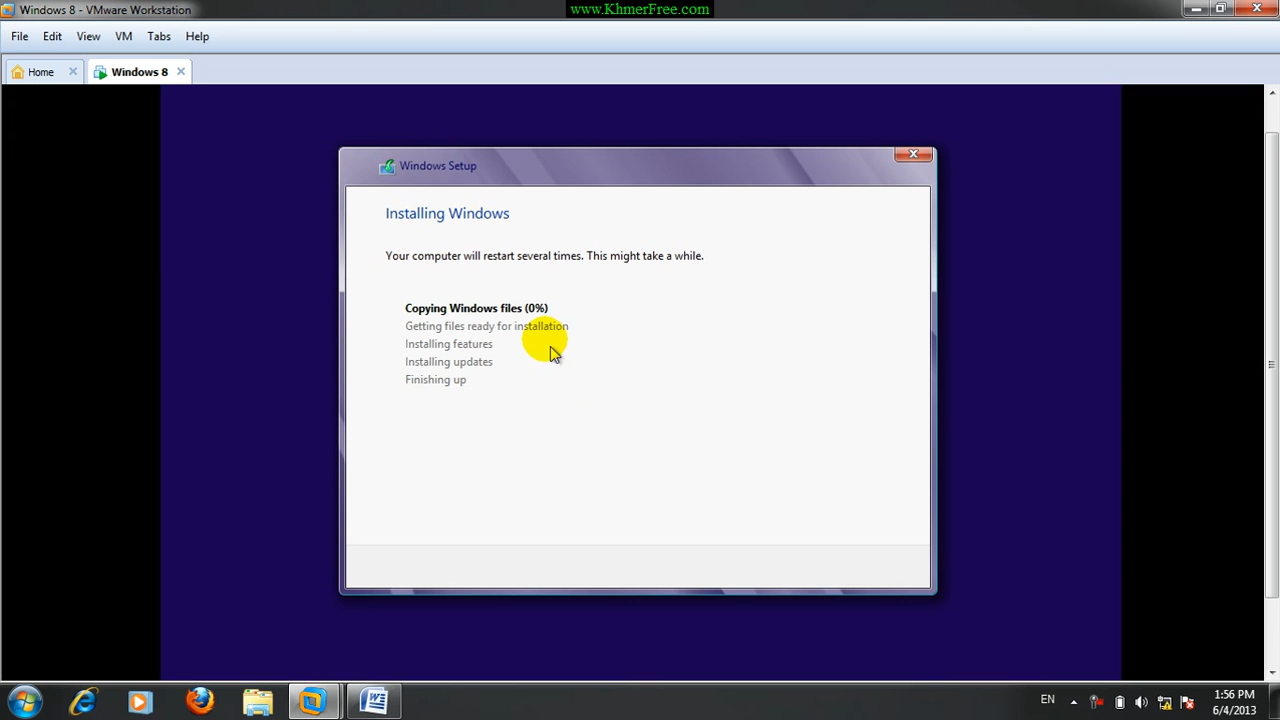 Windows 8 - VMware Workstation
www.KhmerFree.com
File Edit View VM Tabs Help
Home Windows 8
Windows Setup
Installing Windows
Your computer will restart several times. This might take a while.
Copying Windows files (0%)
Getting files ready for installation
Installing features
Installing updates
Finishing up
EN
1:56 PM
6/4/2013